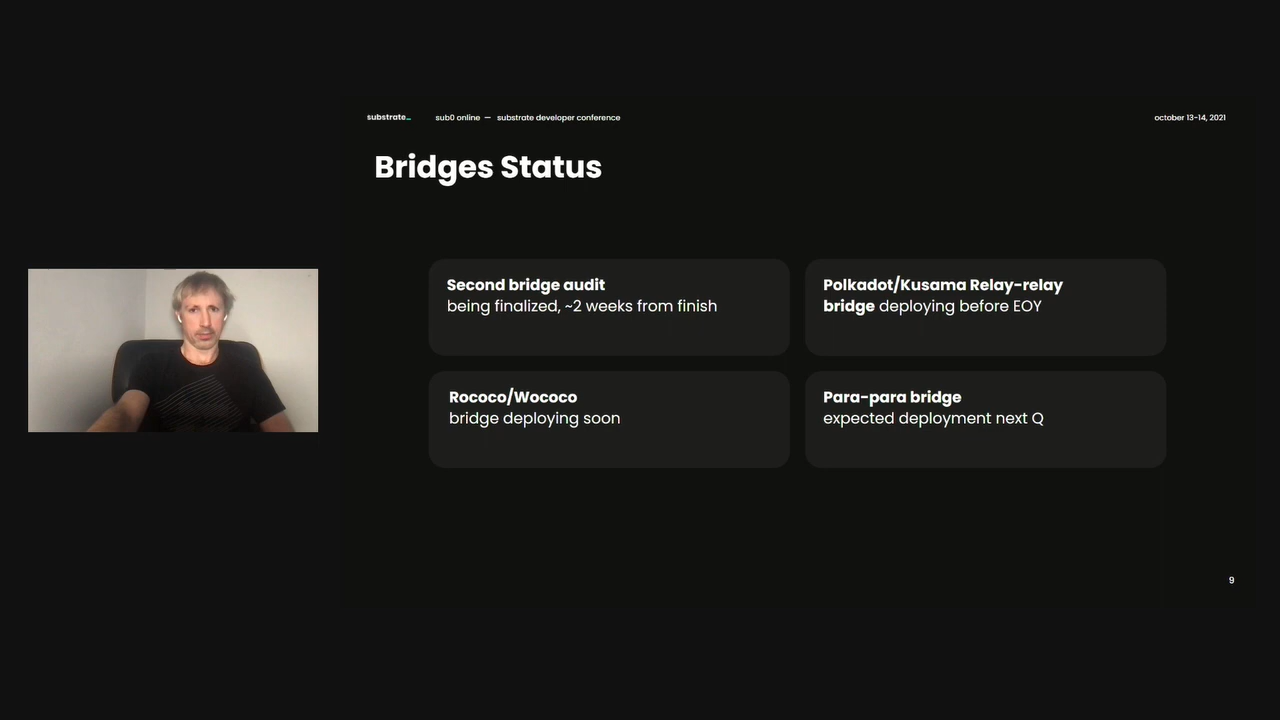 substrate_
sub0 online — substrate developer conference
october 13-14, 2021
Bridges Status
Second bridge audit
being finalized, ~2 weeks from finish
Polkadot/Kusama Relay-relay
bridge deploying before EOY
Rococo/Wococo
bridge deploying soon
Para-para bridge
expected deployment next Q
9